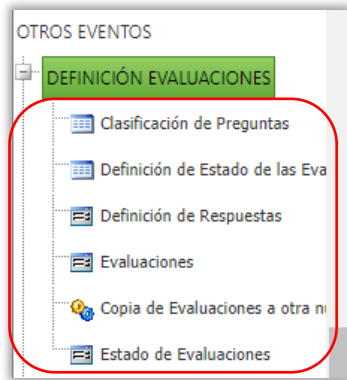 OTROS EVENTOS
DEFINICIÓN EVALUACIONES
Clasificación de Preguntas
Definición de Estado de las Eva
Definición de Respuestas
Evaluaciones
Copia de Evaluaciones a otra
Estado de Evaluaciones